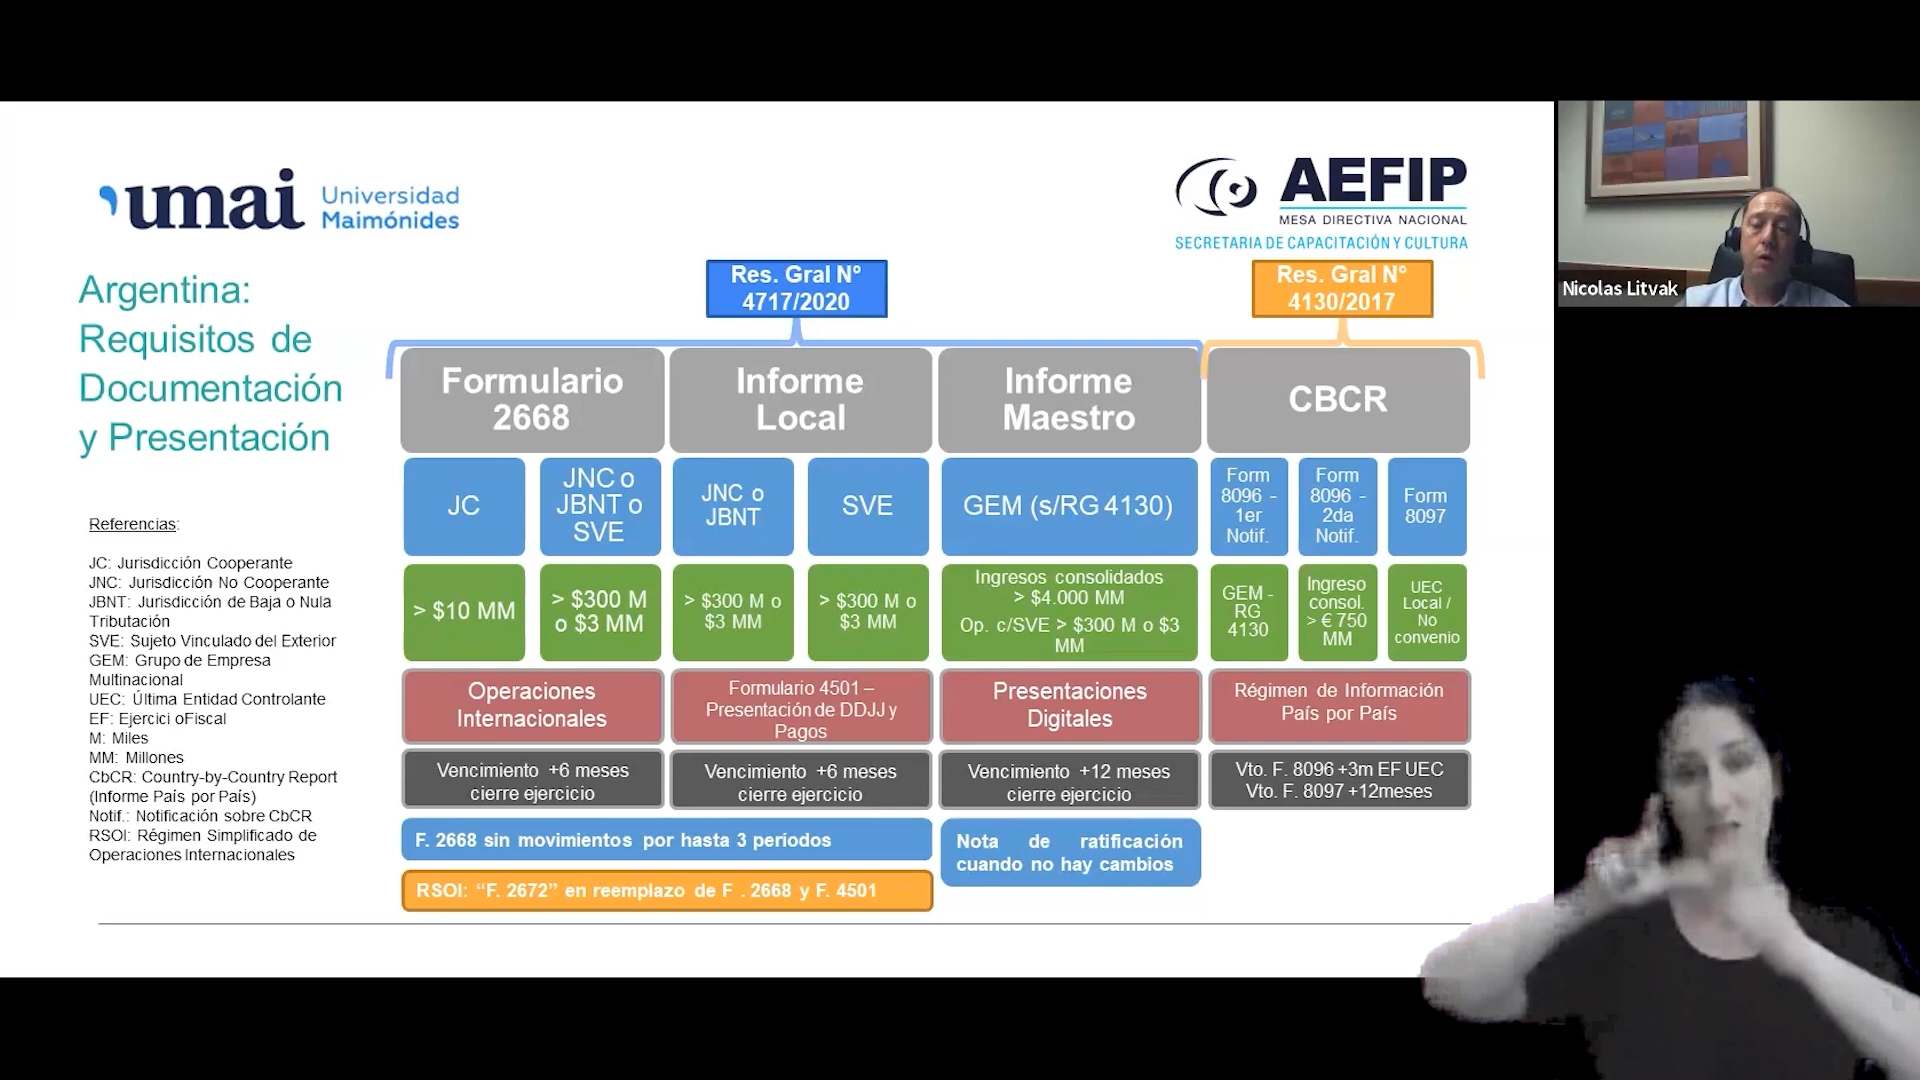 umai Universidad
Maimónides
AEFIP
MESA DIRECTIVA NACIONAL
SECRETARIA DE CAPACITACIÓN Y CULTURA
Nicolas Litvak
Argentina:
Requisitos de
Documentación
y Presentación
Res. Gral N°
4717/2020
Res. Gral N°
4130/2017
Formulario
2668
Informe
Local
Informe
Maestro
CBCR
JC
JNC o
JBNT o
SVE
JNC o
JBNT
SVE
GEM (s/RG 4130)
Form
8096 -
1er
Notif.
Form
8096 -
2da
Notif.
Form
8097
> $10 MM
> $300 M
o $3 MM
> $300 M o
$3 MM
> $300 M o
$3 MM
Ingresos consolidados
> $4.000 MM
Op. c/SVE > $300 M o $3
MM
GEM -
RG
4130
Ingreso
consol.
> € 750
MM
UEC
Local /
No
convenio
Operaciones
Internacionales
Formulario 4501 –
Presentación de DDJJ y
Pagos
Presentaciones
Digitales
Régimen de Información
País por País
Vencimiento +6 meses
cierre ejercicio
Vencimiento +6 meses
cierre ejercicio
Vencimiento +12 meses
cierre ejercicio
Vto. F. 8096 +3m EF UEC
Vto. F. 8097 +12meses
F. 2668 sin movimientos por hasta 3 períodos
Nota de ratificación
cuando no hay cambios
RSOI: “F. 2672” en reemplazo de F . 2668 y F. 4501
Referencias:
JC: Jurisdicción Cooperante
JNC: Jurisdicción No Cooperante
JBNT: Jurisdicción de Baja o Nula
Tributación
SVE: Sujeto Vinculado del Exterior
GEM: Grupo de Empresa
Multinacional
UEC: Última Entidad Controlante
EF: Ejercici oFiscal
M: Miles
MM: Millones
CbCR: Country-by-Country Report
(Informe País por País)
Notif.: Notificación sobre CbCR
RSOI: Régimen Simplificado de
Operaciones Internacionales